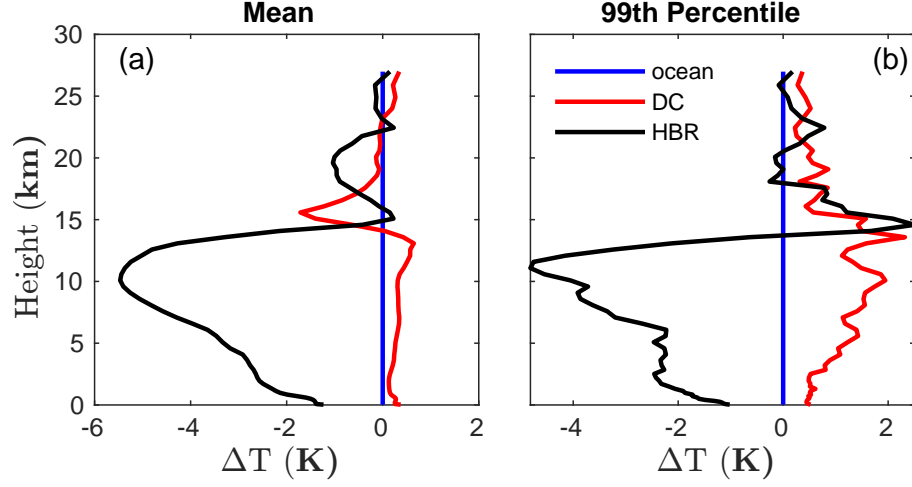 Mean
99th Percentile
(a)
(b)
ocean
DC
HBR
30
25
20
15
10
5
0
Height (km)
-6 -4 -2 0 2
-4 -2 0 2
ΔT (K)
ΔT (K)